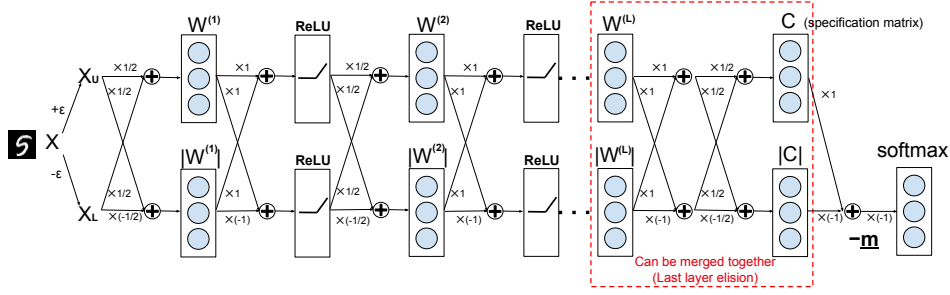 W(1) ReLU W(2) W(L) C (specification matrix)
×1/2 ×1 ×1/2 ×1 ×1 ×1/2
XU ×1/2 ×1 ×1/2 ×1 ×1 ×1/2 ×1
+ε
5 X
-ε
|W(1)| ReLU |W(2)| ReLU |W(L)| |C| softmax
ReLU
×1/2 ×1 ×1/2 ×1 ×1 ×1/2
XL ×(-1/2) ×(-1) ×(-1/2) ×(-1) ×(-1) ×(-1/2) ×(-1) ×(-1)
. . .
. . .
−m
Can be merged together
(Last layer elision)